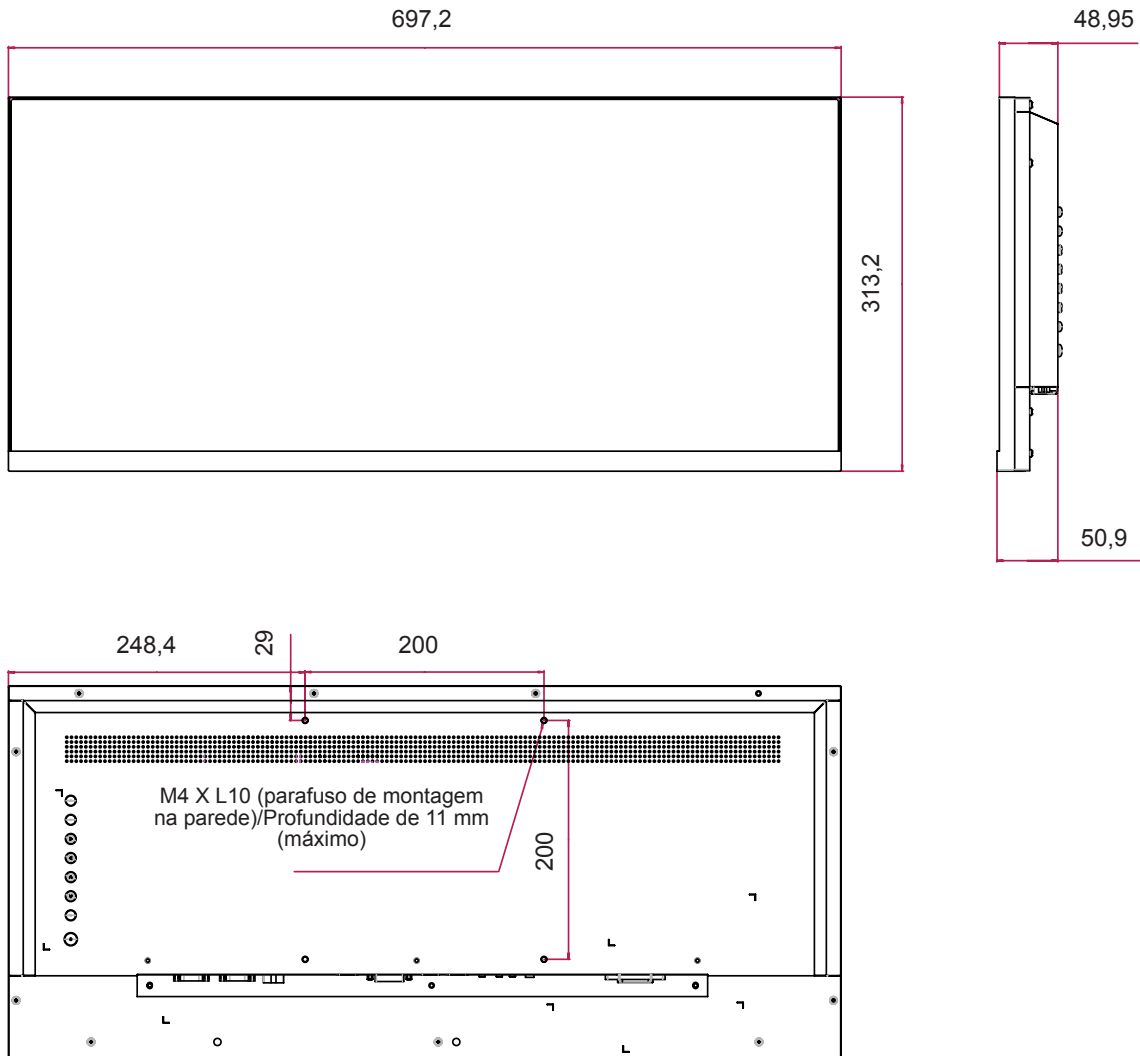 697,2
48,95
313,2
50,9
248,4
29
200
M4 X L10 (parafuso de montagem
na parede)/Profundidade de 11 mm
(máximo)
200